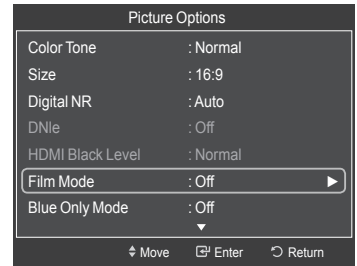 Picture Options
Color Tone : Normal
Size : 16:9
Digital NR : Auto
DNIe : Off
HDMI Black Level : Normal
Film Mode : Off ►
Blue Only Mode : Off
▼
Move Enter Return